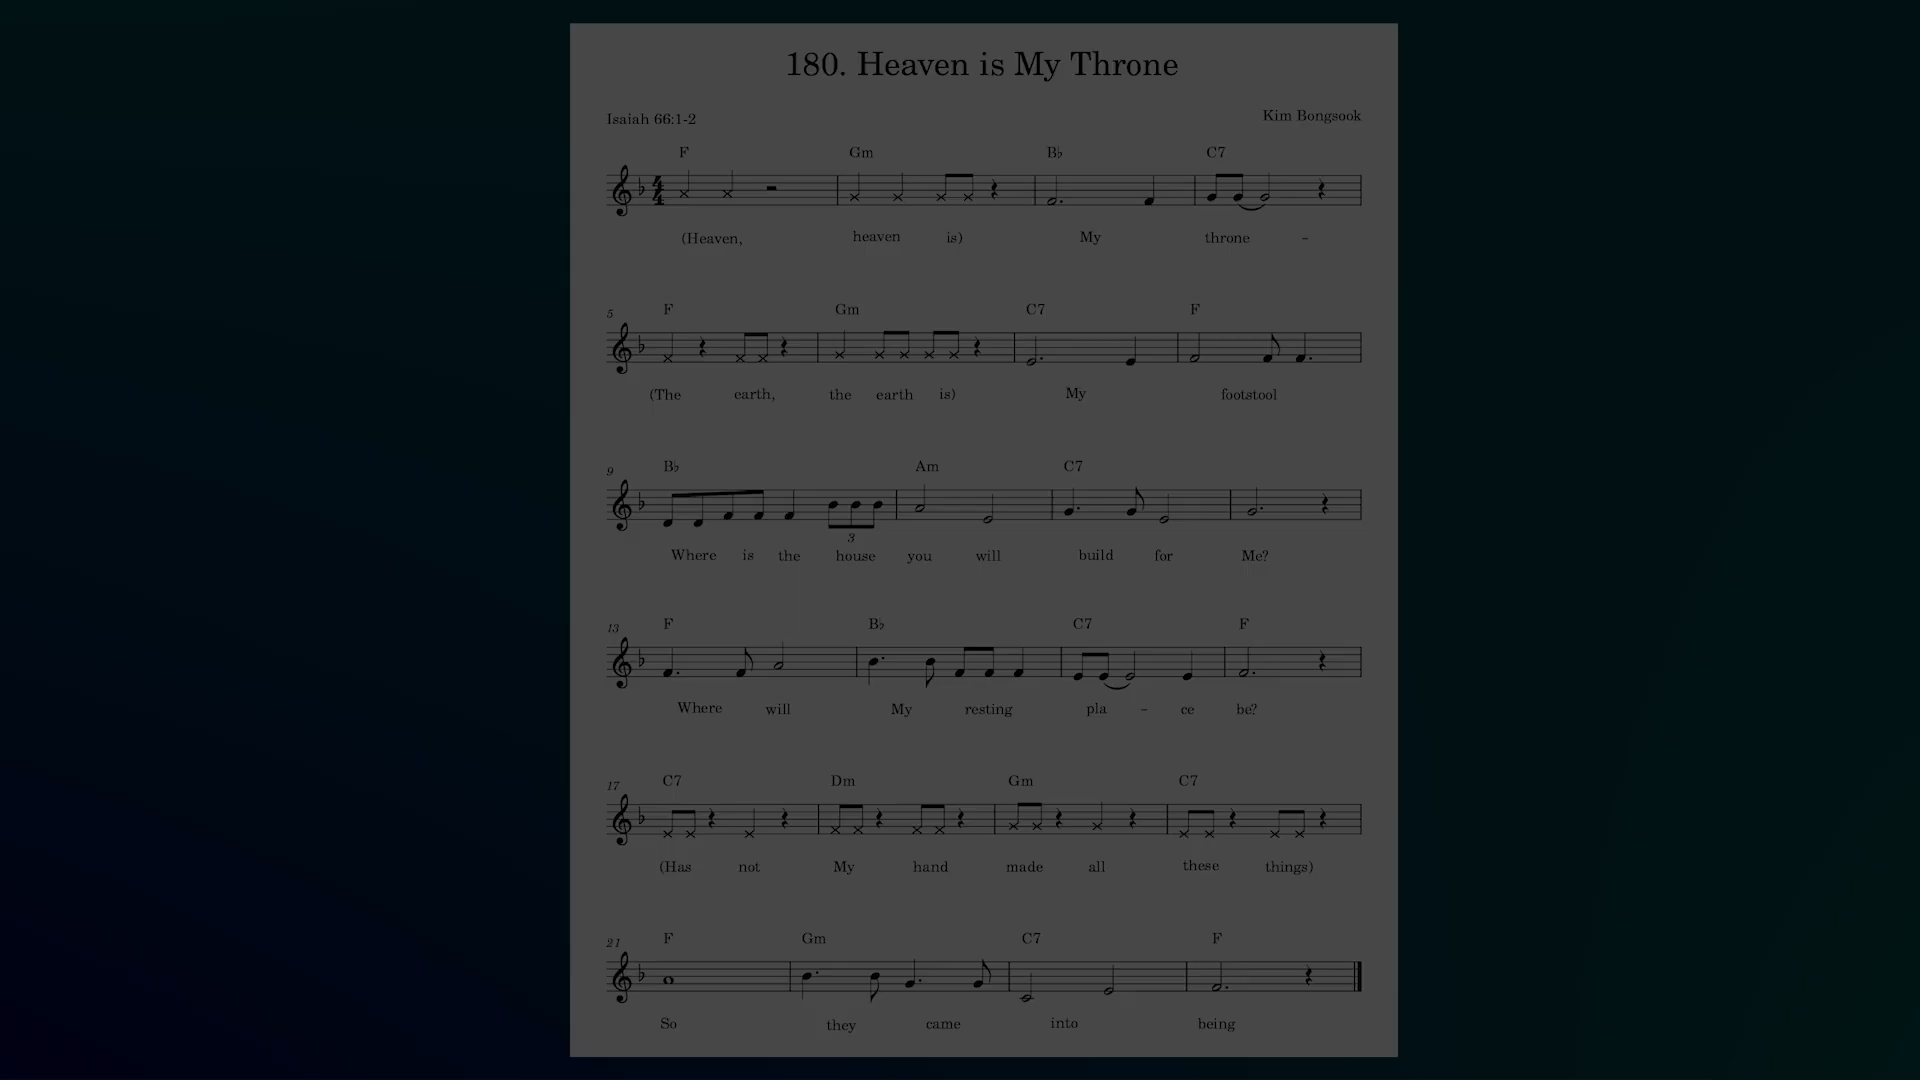 180. Heaven is My Throne
Isaiah 66:1-2
Kim Bongsook
F Gm B♭ C7
4/4
(Heaven, heaven is) My throne -
5
F Gm C7 F
(The earth, the earth is) My footstool
9
B♭ Am C7
3
Where is the house you will build for Me?
13
F B♭ C7 F
Where will My resting pla - ce be?
17
C7 Dm Gm C7
(Has not My hand made all these things)
21
F Gm C7 F
So they came into being